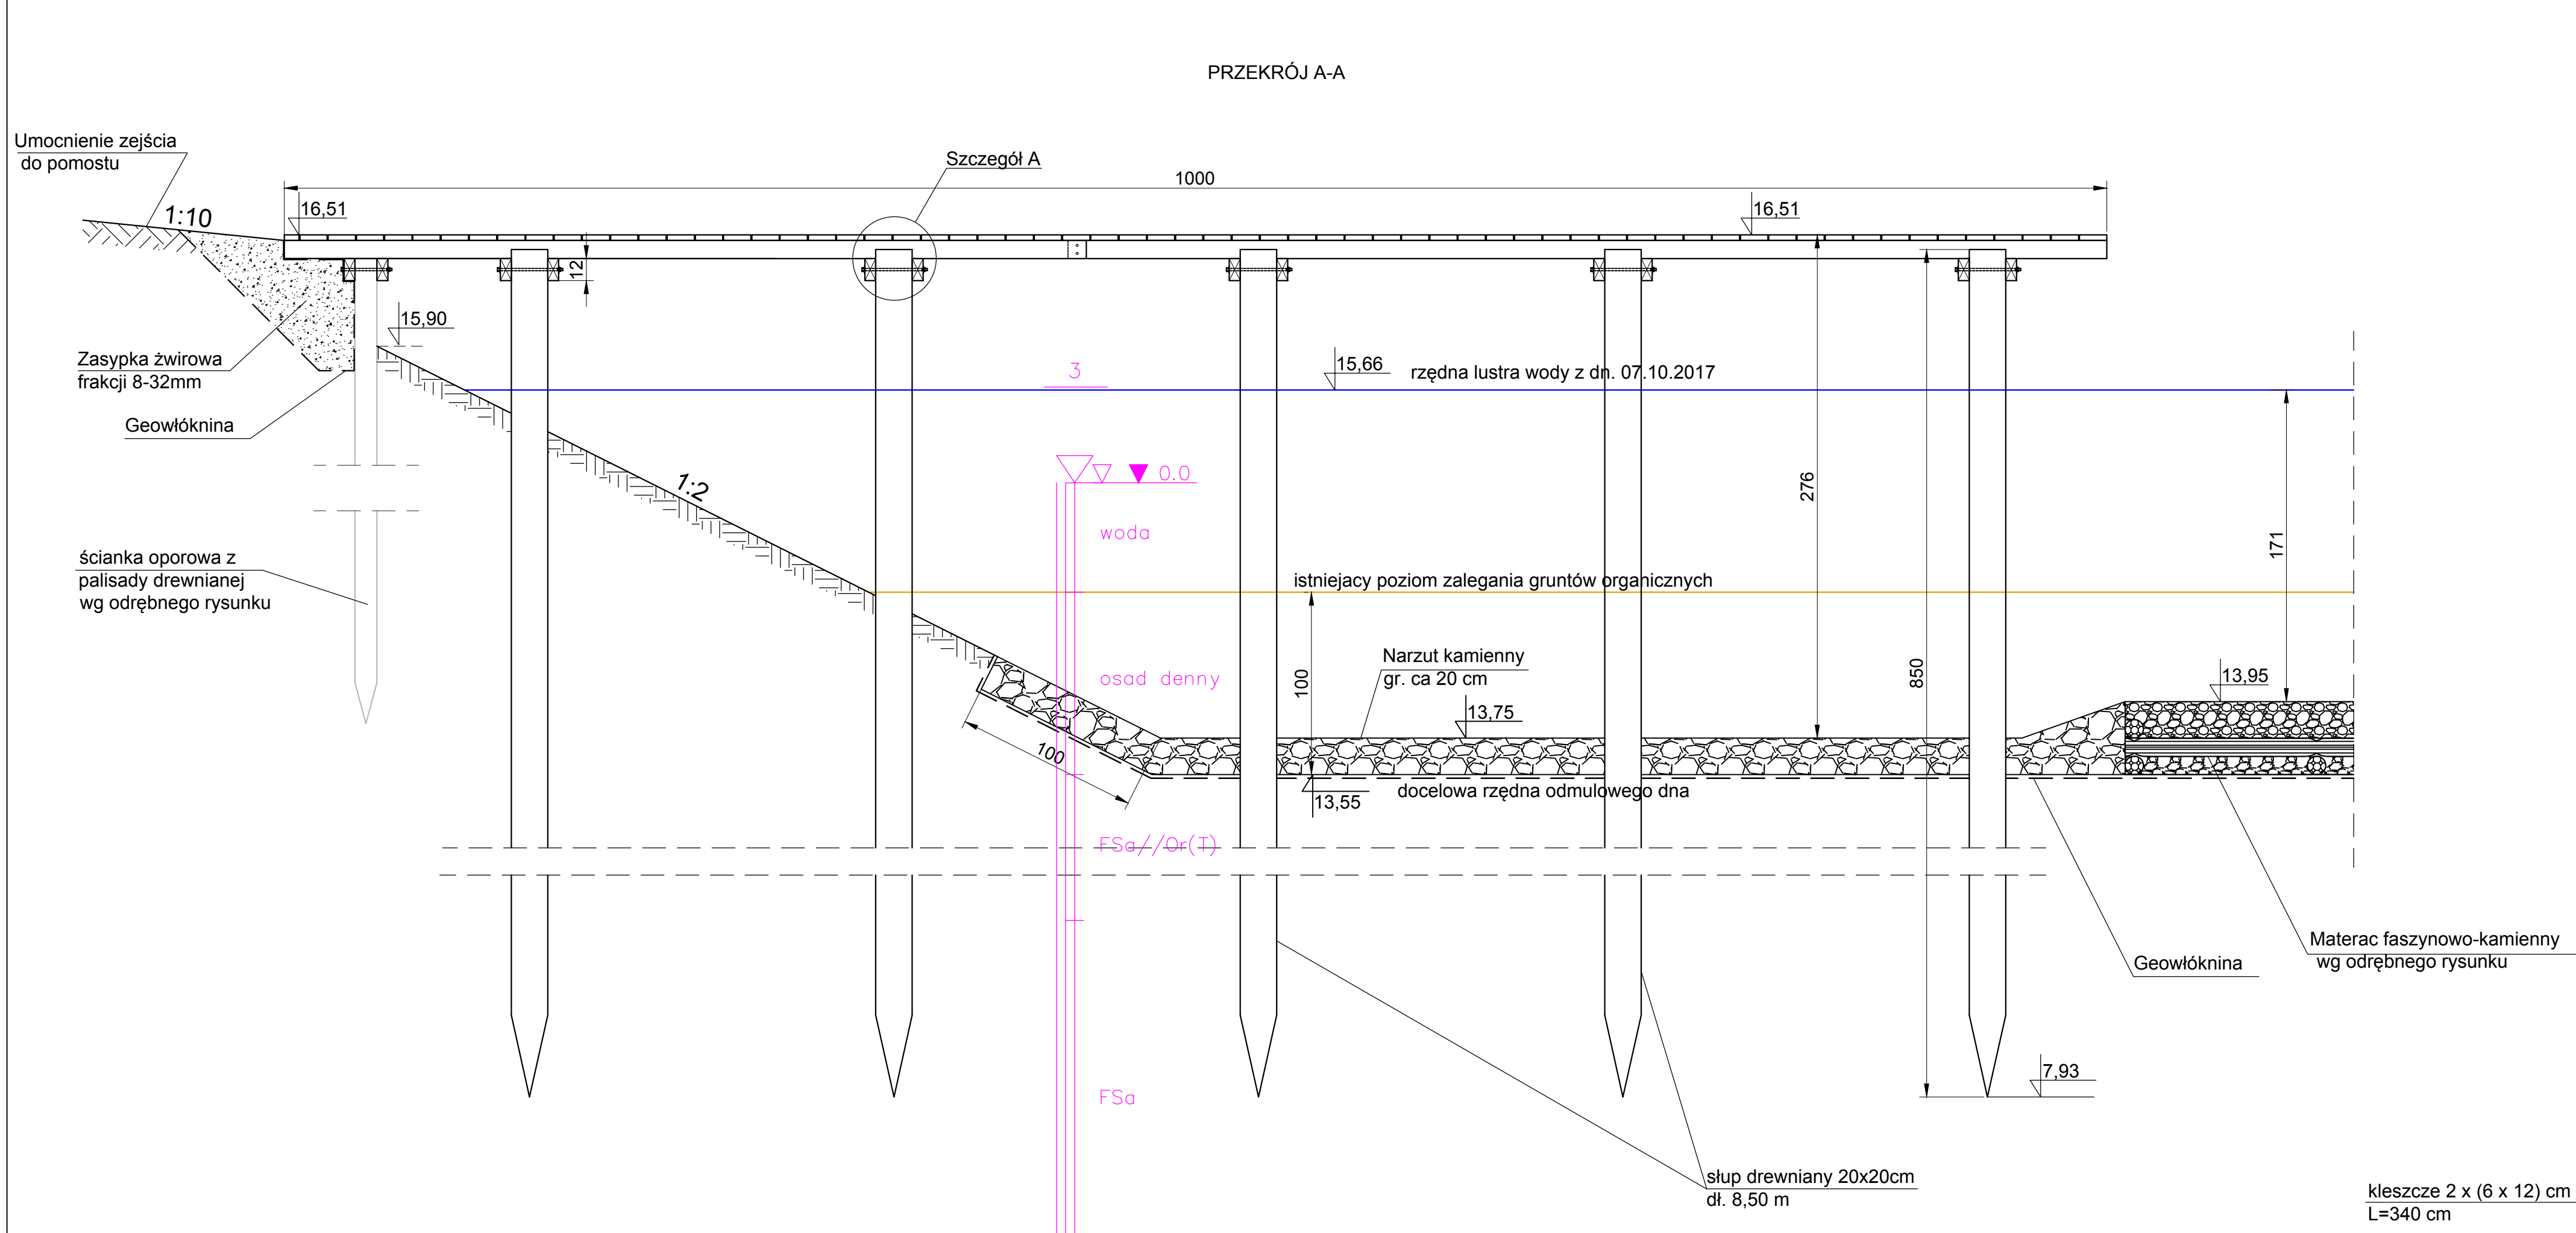 PRZEKRÓJ A-A
Umocnienie zejścia
do pomostu
1:10
Szczegół A
1000
16,51
16,51
12
15,90
Zasypka żwirowa
frakcji 8-32mm
Geowłóknina
3
15,66
rzędna lustra wody z dn. 07.10.2017
1:2
0.0
woda
276
171
ścianka oporowa z
palisady drewnianej
wg odrębnego rysunku
istniejacy poziom zalegania gruntów organicznych
osad denny
100
Narzut kamienny
gr. ca 20 cm
850
13,95
13,75
100
13,55
docelowa rzędna odmulowego dna
FSa//Or(T)
Materac faszynowo-kamienny
wg odrębnego rysunku
Geowłóknina
FSa
7,93
słup drewniany 20x20cm
dł. 8,50 m
kleszcze 2 x (6 x 12) cm
L=340 cm